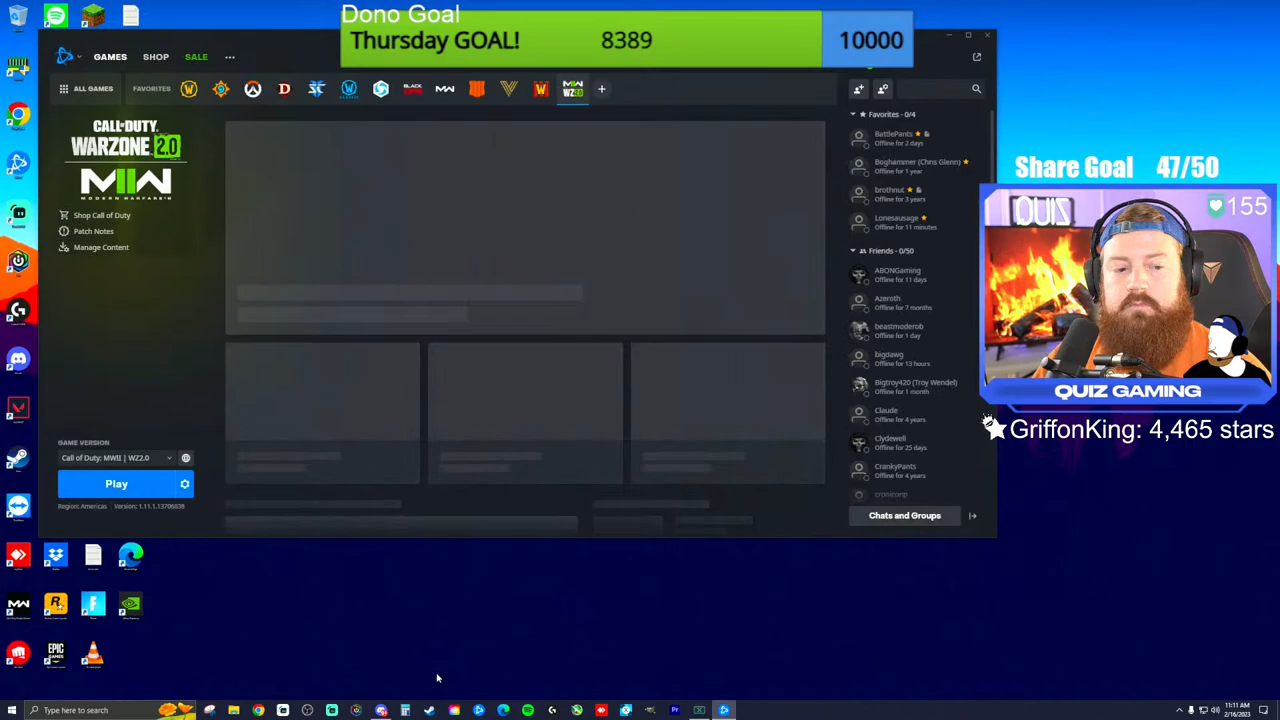 Dono Goal
Thursday GOAL! 8389 10000
GAMES SHOP SALE
ALL GAMES FAVORITES
CALL OF DUTY
WARZONE 2.0
MW
MODERN WARFARE II
Shop Call of Duty
Patch Notes
Manage Content
GAME VERSION
Call of Duty: MWII | WZ2.0
Play
Region: Americas Version: 1.11.1.13706838
Favorites - 0/4
BattlePants
Offline for 2 days
Boghammer (Chris Glenn)
Offline for 1 year
brothnut
Offline for 3 years
Lonesausage
Offline for 11 minutes
Friends - 0/50
ABONGaming
Offline for 11 days
Azeroth
Offline for 7 months
beastmoderob
Offline for 1 day
bigdawg
Offline for 13 hours
Bigtroy420 (Troy Wendel)
Offline for 1 month
Claude
Offline for 4 years
Clydewell
Offline for 25 days
CrankyPants
Offline for 4 years
Chats and Groups
Share Goal 47/50
QUIZ
155
QUIZ GAMING
GriffonKing: 4,465 stars
Type here to search
11:11 AM
2/16/2023